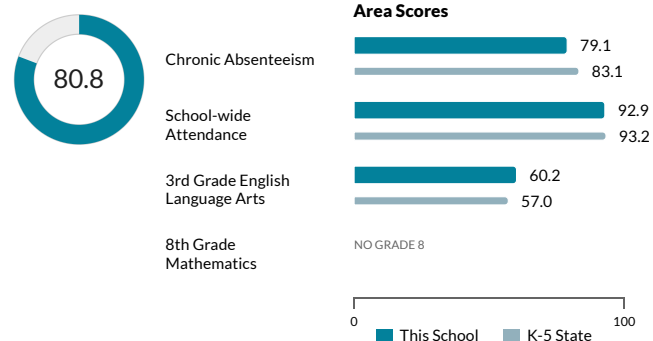 Area Scores
80.8
Chronic Absenteeism
79.1
83.1
School-wide
Attendance
92.9
93.2
3rd Grade English
Language Arts
60.2
57.0
8th Grade
Mathematics
NO GRADE 8
0
100
This School
K-5 State